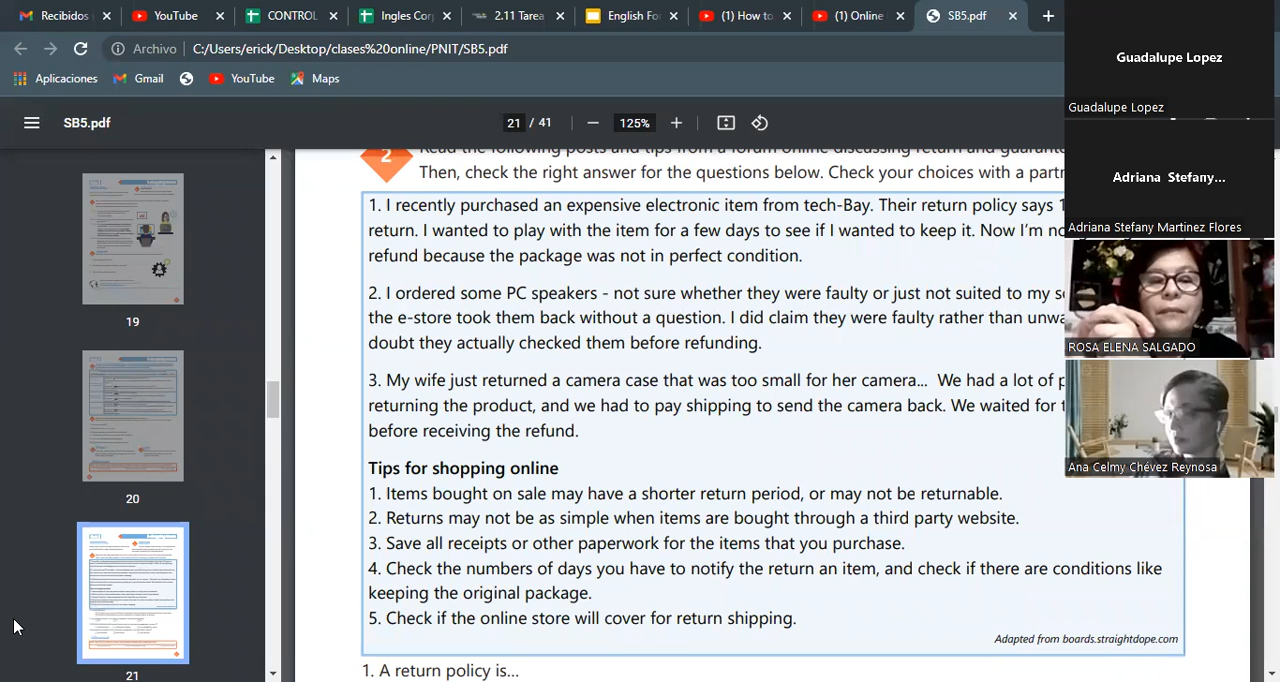 Recibidos
YouTube
CONTROL
Ingles Cor
2.11 Tarea
English Fo
(1) How to
(1) Online
SB5.pdf
Archivo
C:/Users/erick/Desktop/clases%20online/PNIT/SB5.pdf
Aplicaciones
Gmail
YouTube
Maps
SB5.pdf
21 / 41
125%
19
20
21
2
Read the following posts and tips from a forum online discussing return and
Then, check the right answer for the questions below. Check your choices with a
1. I recently purchased an expensive electronic item from tech-Bay. Their return policy says
return. I wanted to play with the item for a few days to see if I wanted to keep it. Now I'm
refund because the package was not in perfect condition.
2. I ordered some PC speakers - not sure whether they were faulty or just not suited to my
the e-store took them back without a question. I did claim they were faulty rather than
doubt they actually checked them before refunding.
3. My wife just returned a camera case that was too small for her camera... We had a lot of
returning the product, and we had to pay shipping to send the camera back. We waited for
before receiving the refund.
Tips for shopping online
1. Items bought on sale may have a shorter return period, or may not be returnable.
2. Returns may not be as simple when items are bought through a third party website.
3. Save all receipts or other paperwork for the items that you purchase.
4. Check the number of days you have to notify the return an item, and check if there are conditions like
keeping the original package.
5. Check if the online store will cover for return shipping.
Adapted from boards.straightdope.com
1. A return policy is...
Guadalupe Lopez
Guadalupe Lopez
Adriana Stefany...
Adriana Stefany Martinez Flores
ROSA ELENA SALGADO
Ana Celmy Chévez Reynosa